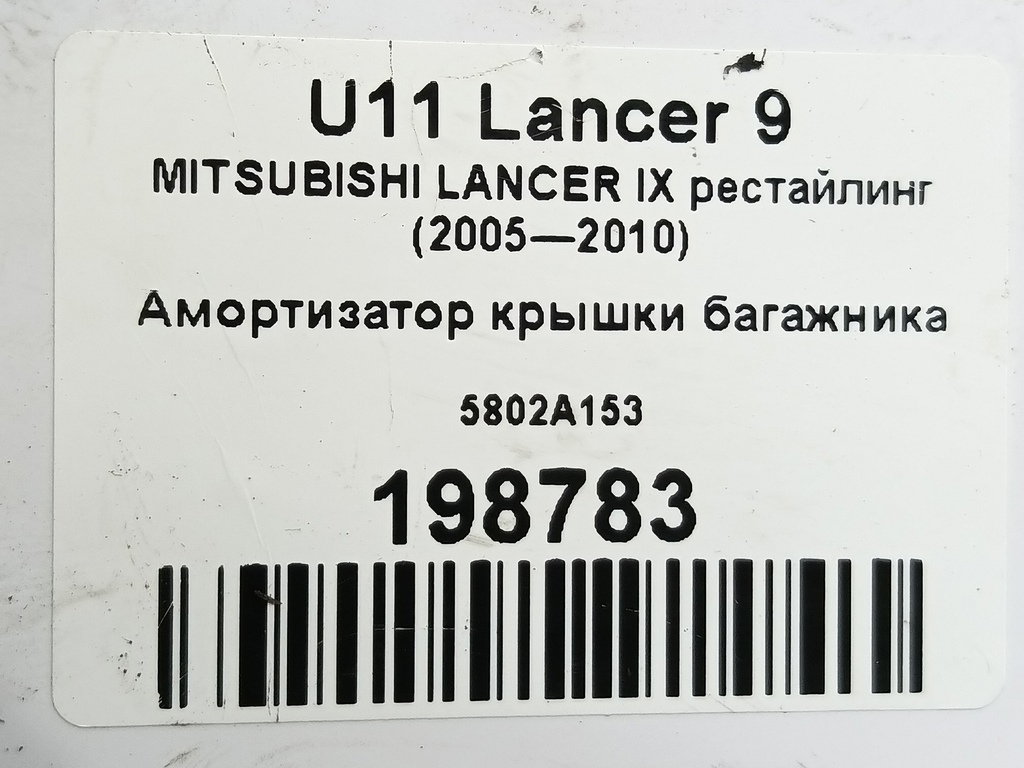 U11 Lancer 9
MITSUBISHI LANCER IX рестайлинг
(2005—2010)
Амортизатор крышки багажника
5802A153
198783